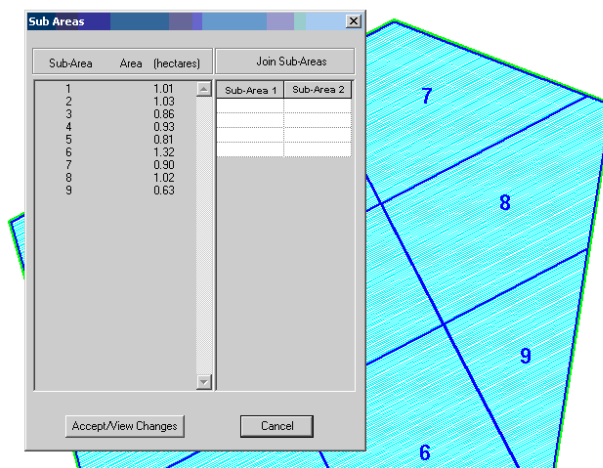 Sub Areas
Sub-Area Area (hectares)
1 1.01
2 1.03
3 0.86
4 0.93
5 0.81
6 1.32
7 0.90
8 1.02
9 0.63
Join Sub-Areas
Sub-Area 1 Sub-Area 2
Accept/View Changes
Cancel
7
8
9
6